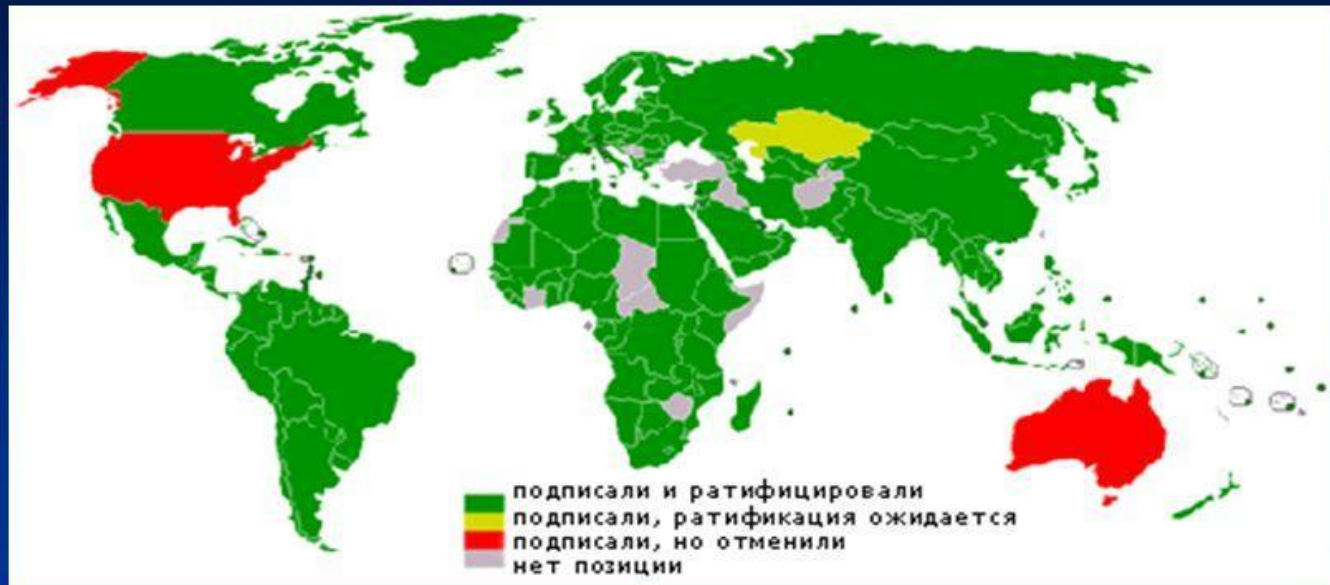 подписали и ратифицировали
подписали, ратификация ожидается
подписали, но отменили
нет позиции